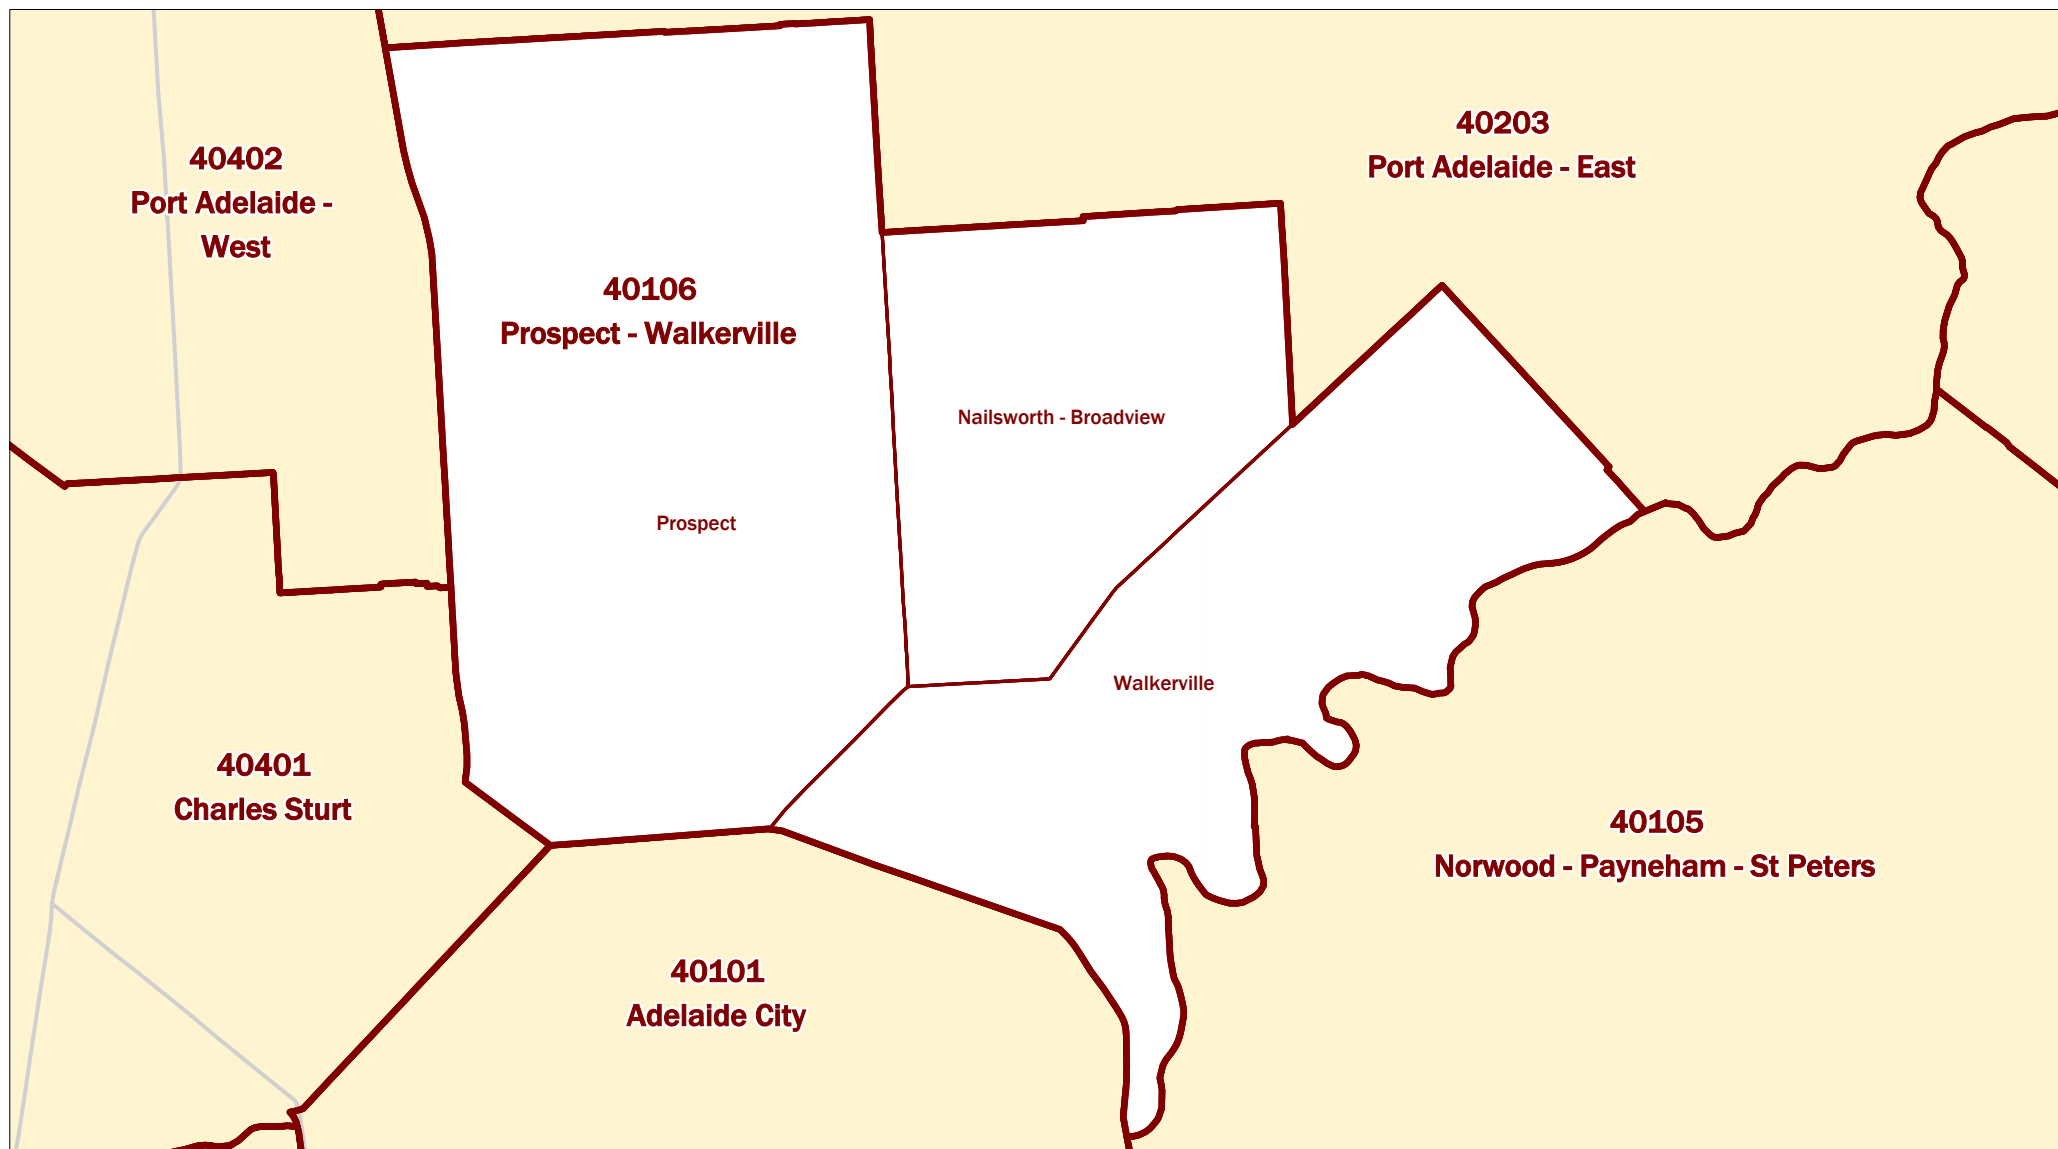 40203
Port Adelaide - East
40402
Port Adelaide -
West
40106
Prospect - Walkerville
Nailsworth - Broadview
Prospect
Walkerville
40401
Charles Sturt
40105
Norwood - Payneham - St Peters
40101
Adelaide City